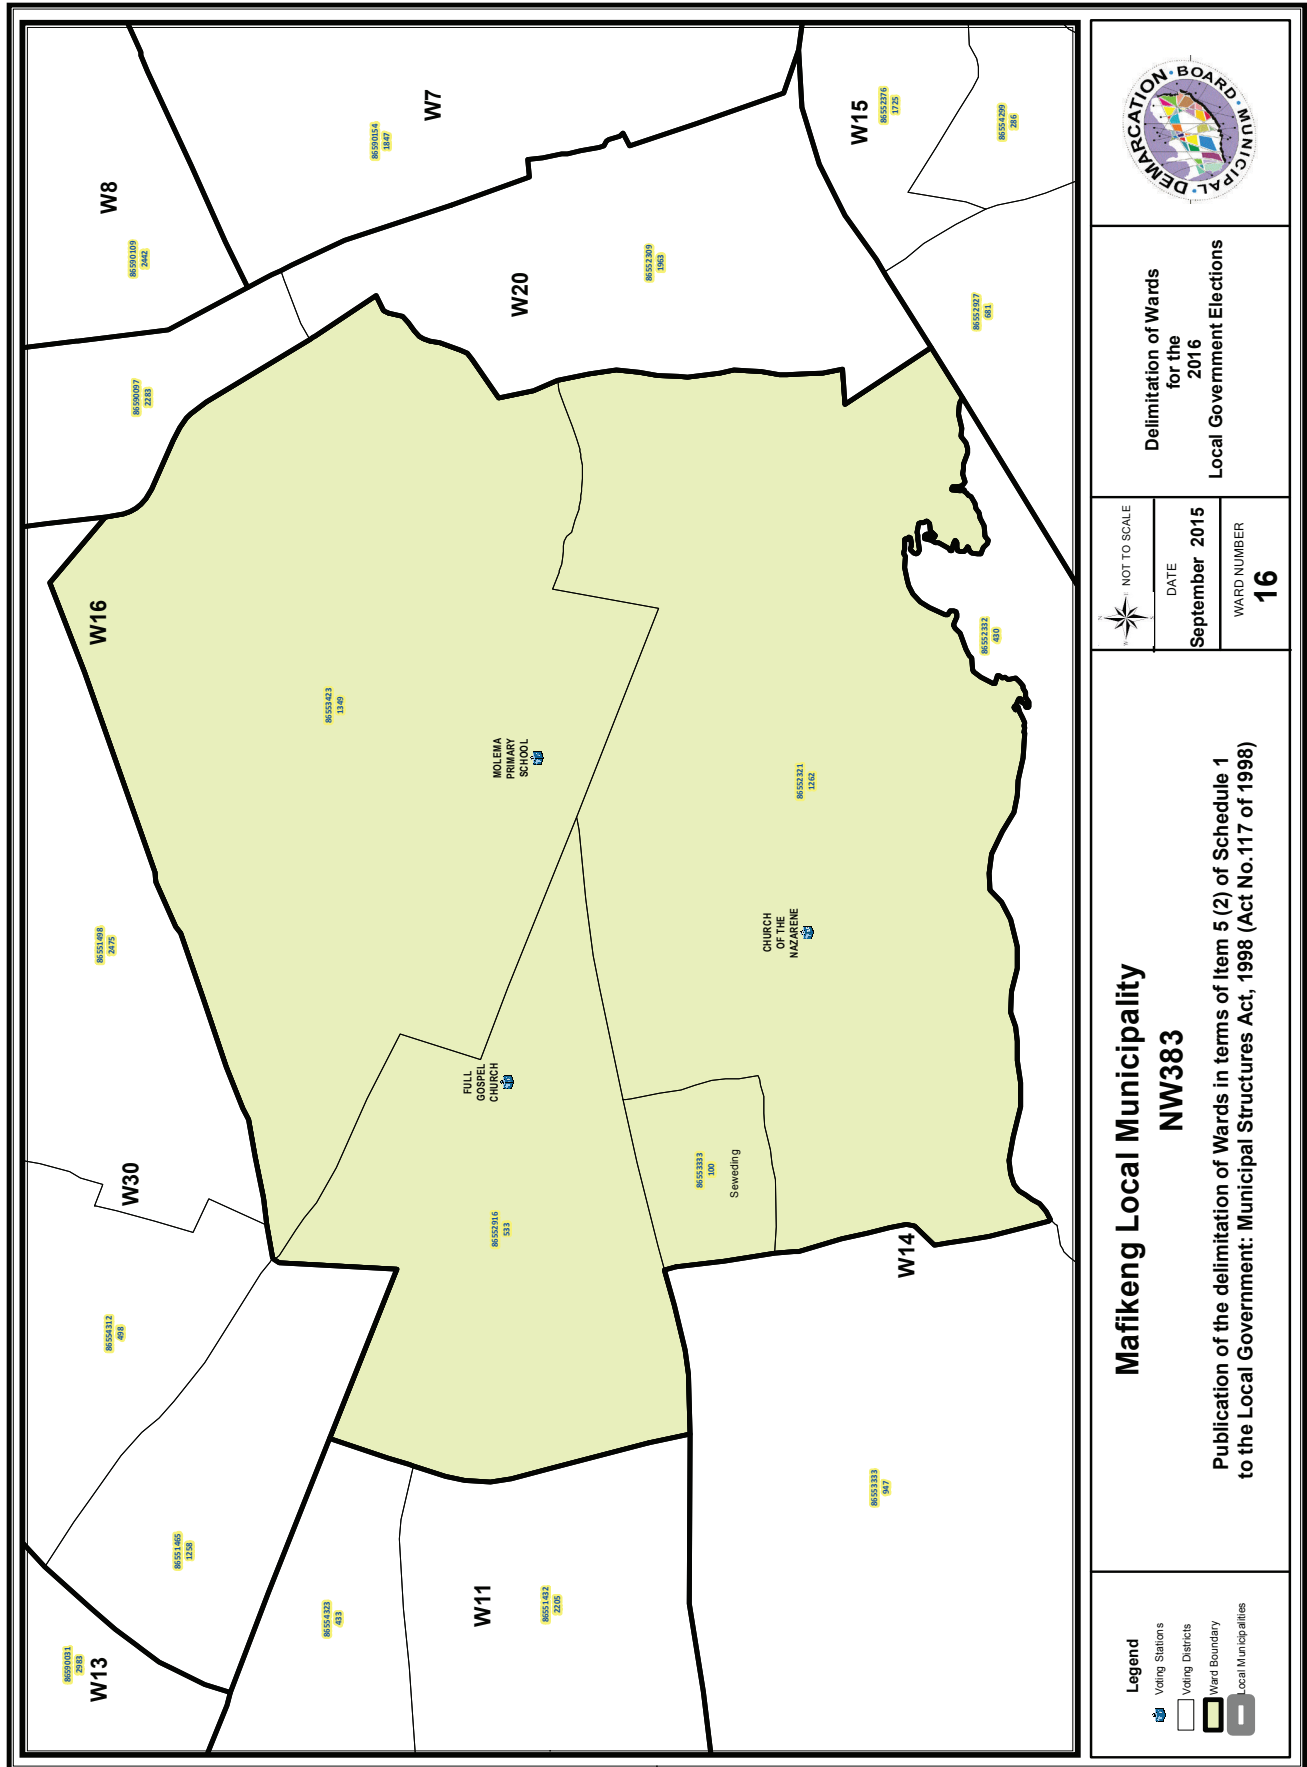 W8
86590109
2442
W7
86590154
1847
W15
86552376
1725
86554299
286
86590097
2283
W20
86552309
1963
86552927
681
W16
86553423
1349
MOLEMA
PRIMARY
SCHOOL
86552332
430
86552321
1262
CHURCH
OF THE
NAZARENE
86551498
2475
FULL
GOSPEL
CHURCH
W30
86553333
100
Seweding
86552916
533
W14
86554312
498
86551465
1258
86553333
947
86554323
433
W11
86551432
2205
86590031
2983
W13
Legend
Voting Stations
Voting Districts
Ward Boundary
Local Municipalities
Mafikeng Local Municipality
NW383
Publication of the delimitation of Wards in terms of Item 5 (2) of Schedule 1
to the Local Government: Municipal Structures Act, 1998 (Act No.117 of 1998)
NOT TO SCALE
DATE
September 2015
WARD NUMBER
16
Delimitation of Wards
for the
2016
Local Government Elections
MUNICIPAL DEMARCATION BOARD